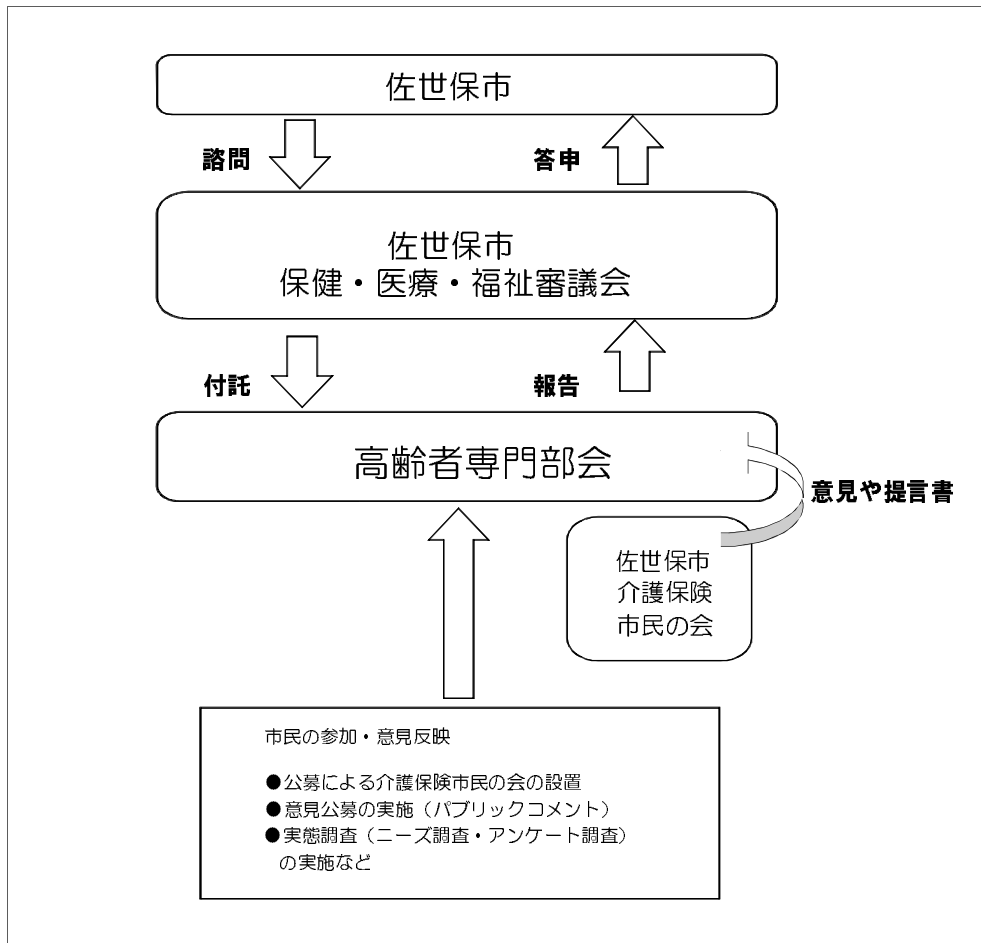 佐世保市
諮問
答申
佐世保市
保健・医療・福祉審議会
付託
報告
高齢者専門部会
意見や提言書
佐世保市
介護保険
市民の会
市民の参加・意見反映
●公募による介護保険市民の会の設置
●意見公募の実施（パブリックコメント）
●実態調査（ニーズ調査・アンケート調査）
の実施など